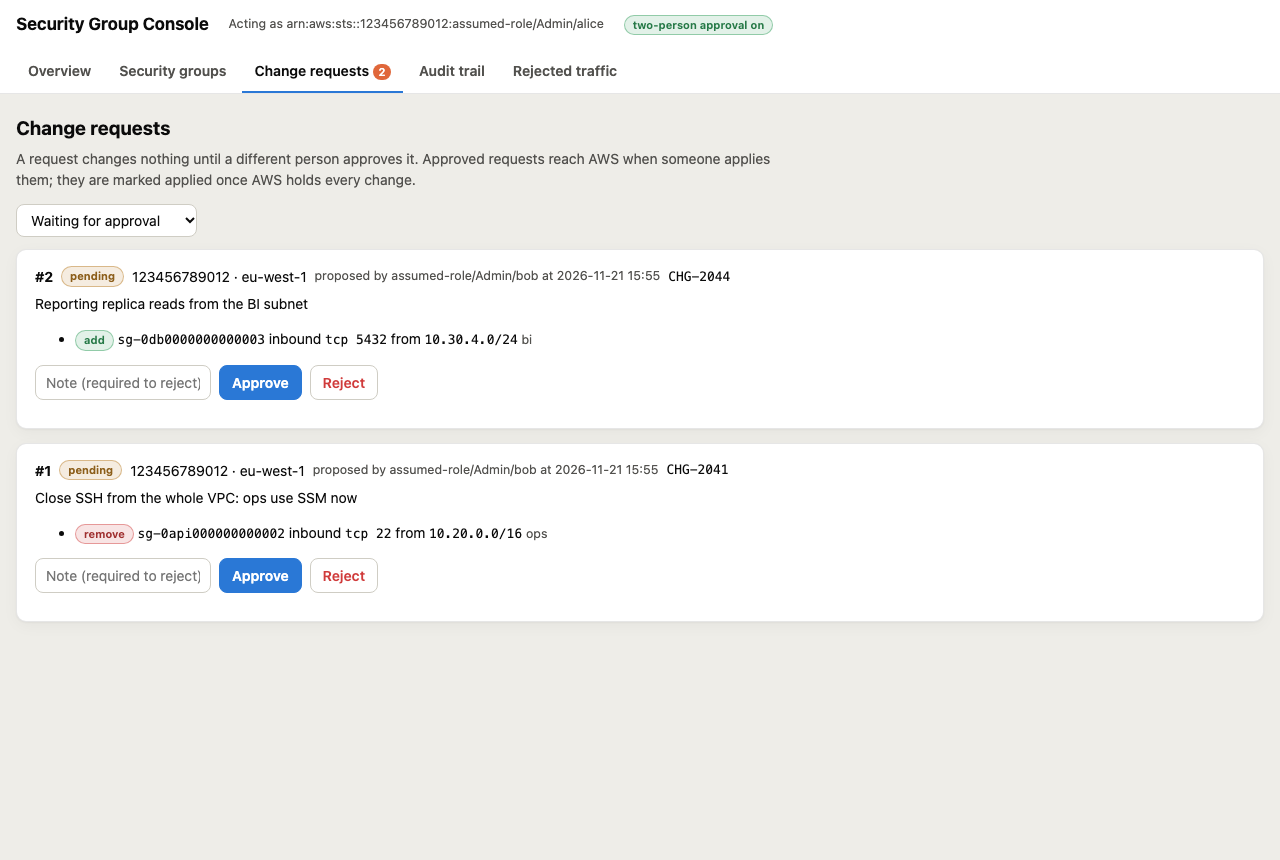 Security Group Console Acting as arn:aws:sts::123456789012:assumed-role/Admin/alice two-person approval on
Overview Security groups Change requests 2 Audit trail Rejected traffic
Change requests
A request changes nothing until a different person approves it. Approved requests reach AWS when someone applies
them; they are marked applied once AWS holds every change.
Waiting for approval
#2 pending 123456789012 · eu-west-1 proposed by assumed-role/Admin/bob at 2026-11-21 15:55 CHG-2044
Reporting replica reads from the BI subnet
• add sg-0db0000000000003 inbound tcp 5432 from 10.30.4.0/24 bi
Note (required to reject) Approve Reject
#1 pending 123456789012 · eu-west-1 proposed by assumed-role/Admin/bob at 2026-11-21 15:55 CHG-2041
Close SSH from the whole VPC: ops use SSM now
• remove sg-0api000000000002 inbound tcp 22 from 10.20.0.0/16 ops
Note (required to reject) Approve Reject